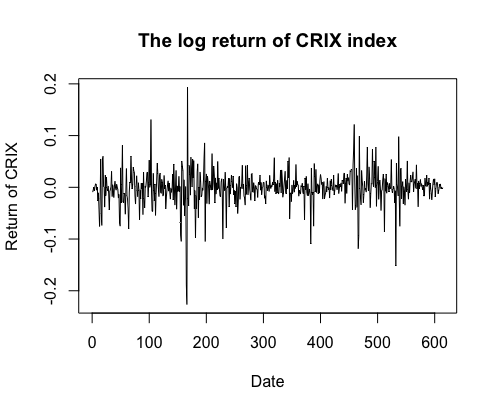 The log return of CRIX index
Return of CRIX
0.2
0.1
0.0
-0.1
-0.2
0 100 200 300 400 500 600
Date